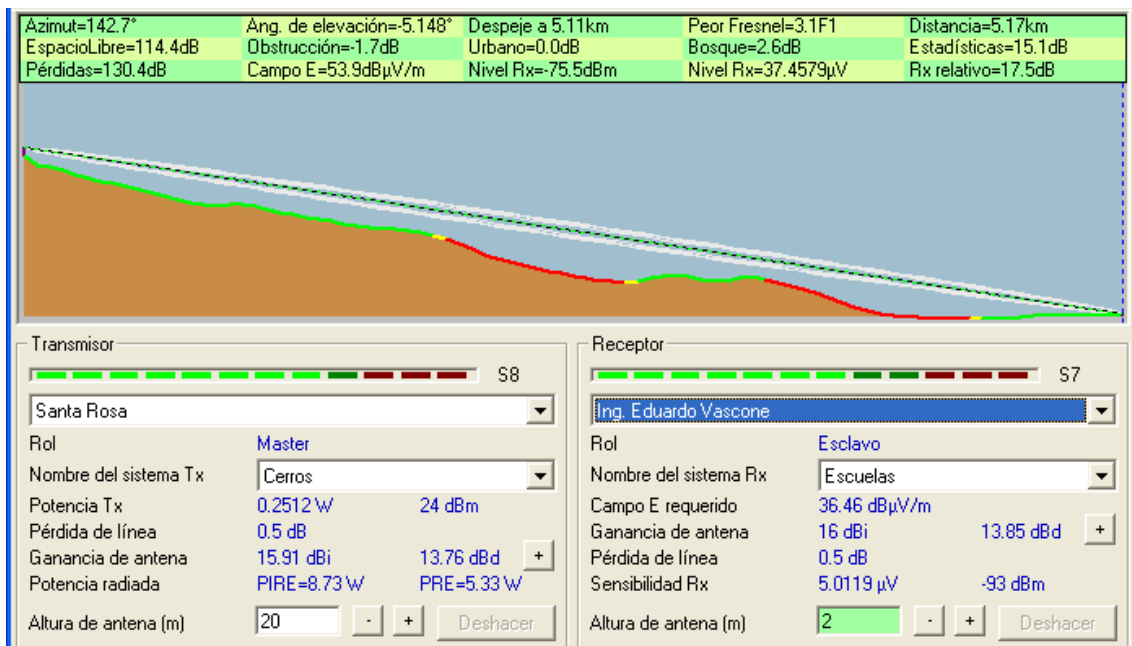 Azimut=142.7° Ang. de elevación=-5.148° Despeje a 5.11km Peor Fresnel=3.1F1 Distancia=5.17km
EspacioLibre=114.4dB Obstrucción=-1.7dB Urbano=0.0dB Bosque=2.6dB Estadísticas=15.1dB
Pérdidas=130.4dB Campo E=53.9dBµV/m Nivel Rx=-75.5dBm Nivel Rx=37.4579µV Rx relativo=17.5dB
Transmisor
S8
Santa Rosa
Rol Master
Nombre del sistema Tx Cerros
Potencia Tx 0.2512 W 24 dBm
Pérdida de línea 0.5 dB
Ganancia de antena 15.91 dBi 13.76 dBd +
Potencia radiada PIRE=8.73 W PRE=5.33 W
Altura de antena (m) 20 - + Deshacer
Receptor
S7
Ing. Eduardo Vascone
Rol Esclavo
Nombre del sistema Rx Escuelas
Campo E requerido 36.46 dBµV/m
Ganancia de antena 16 dBi 13.85 dBd +
Pérdida de línea 0.5 dB
Sensibilidad Rx 5.0119 µV -93 dBm
Altura de antena (m) 2 - + Deshacer